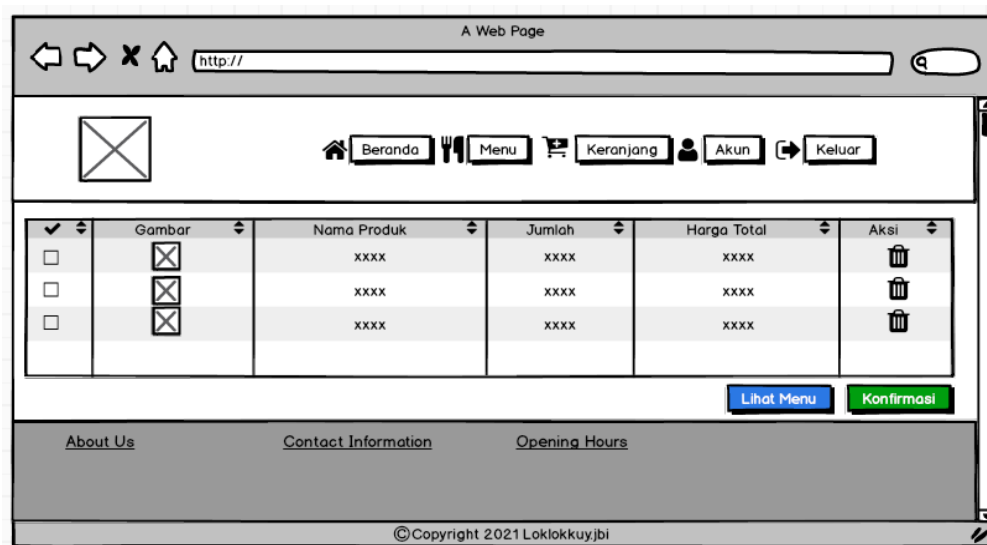 A Web Page
http://
Beranda Menu Keranjang Akun Keluar
Gambar Nama Produk Jumlah Harga Total Aksi
xxxx xxxx xxxx
xxxx xxxx xxxx
xxxx xxxx xxxx
Lihat Menu Konfirmasi
About Us Contact Information Opening Hours
©Copyright 2021 Loklokkuy.jbi